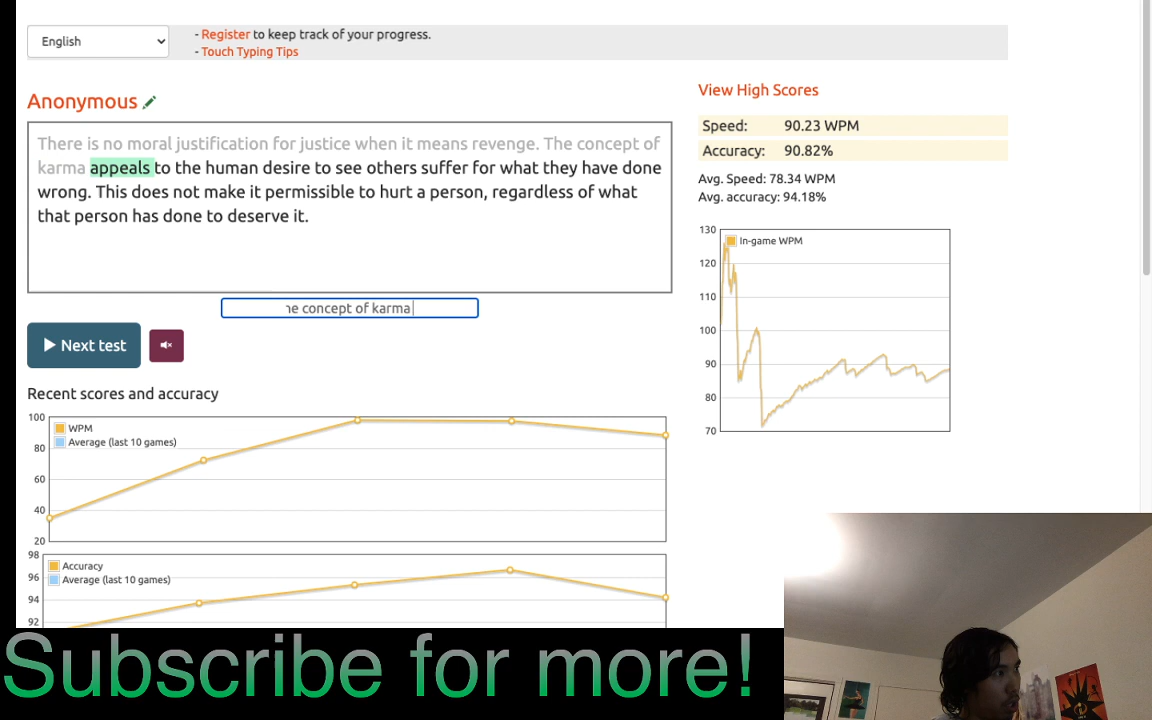 English
- Register to keep track of your progress.
- Touch Typing Tips
Anonymous
There is no moral justification for justice when it means revenge. The concept of
karma appeals to the human desire to see others suffer for what they have done
wrong. This does not make it permissible to hurt a person, regardless of what
that person has done to deserve it.
he concept of karma
Next test
View High Scores
Speed: 90.23 WPM
Accuracy: 90.82%
Avg. Speed: 78.34 WPM
Avg. accuracy: 94.18%
130
In-game WPM
120
110
100
90
80
70
Recent scores and accuracy
100
WPM
Average (last 10 games)
80
60
40
20
98
Accuracy
Average (last 10 games)
96
94
92
Subscribe for more!